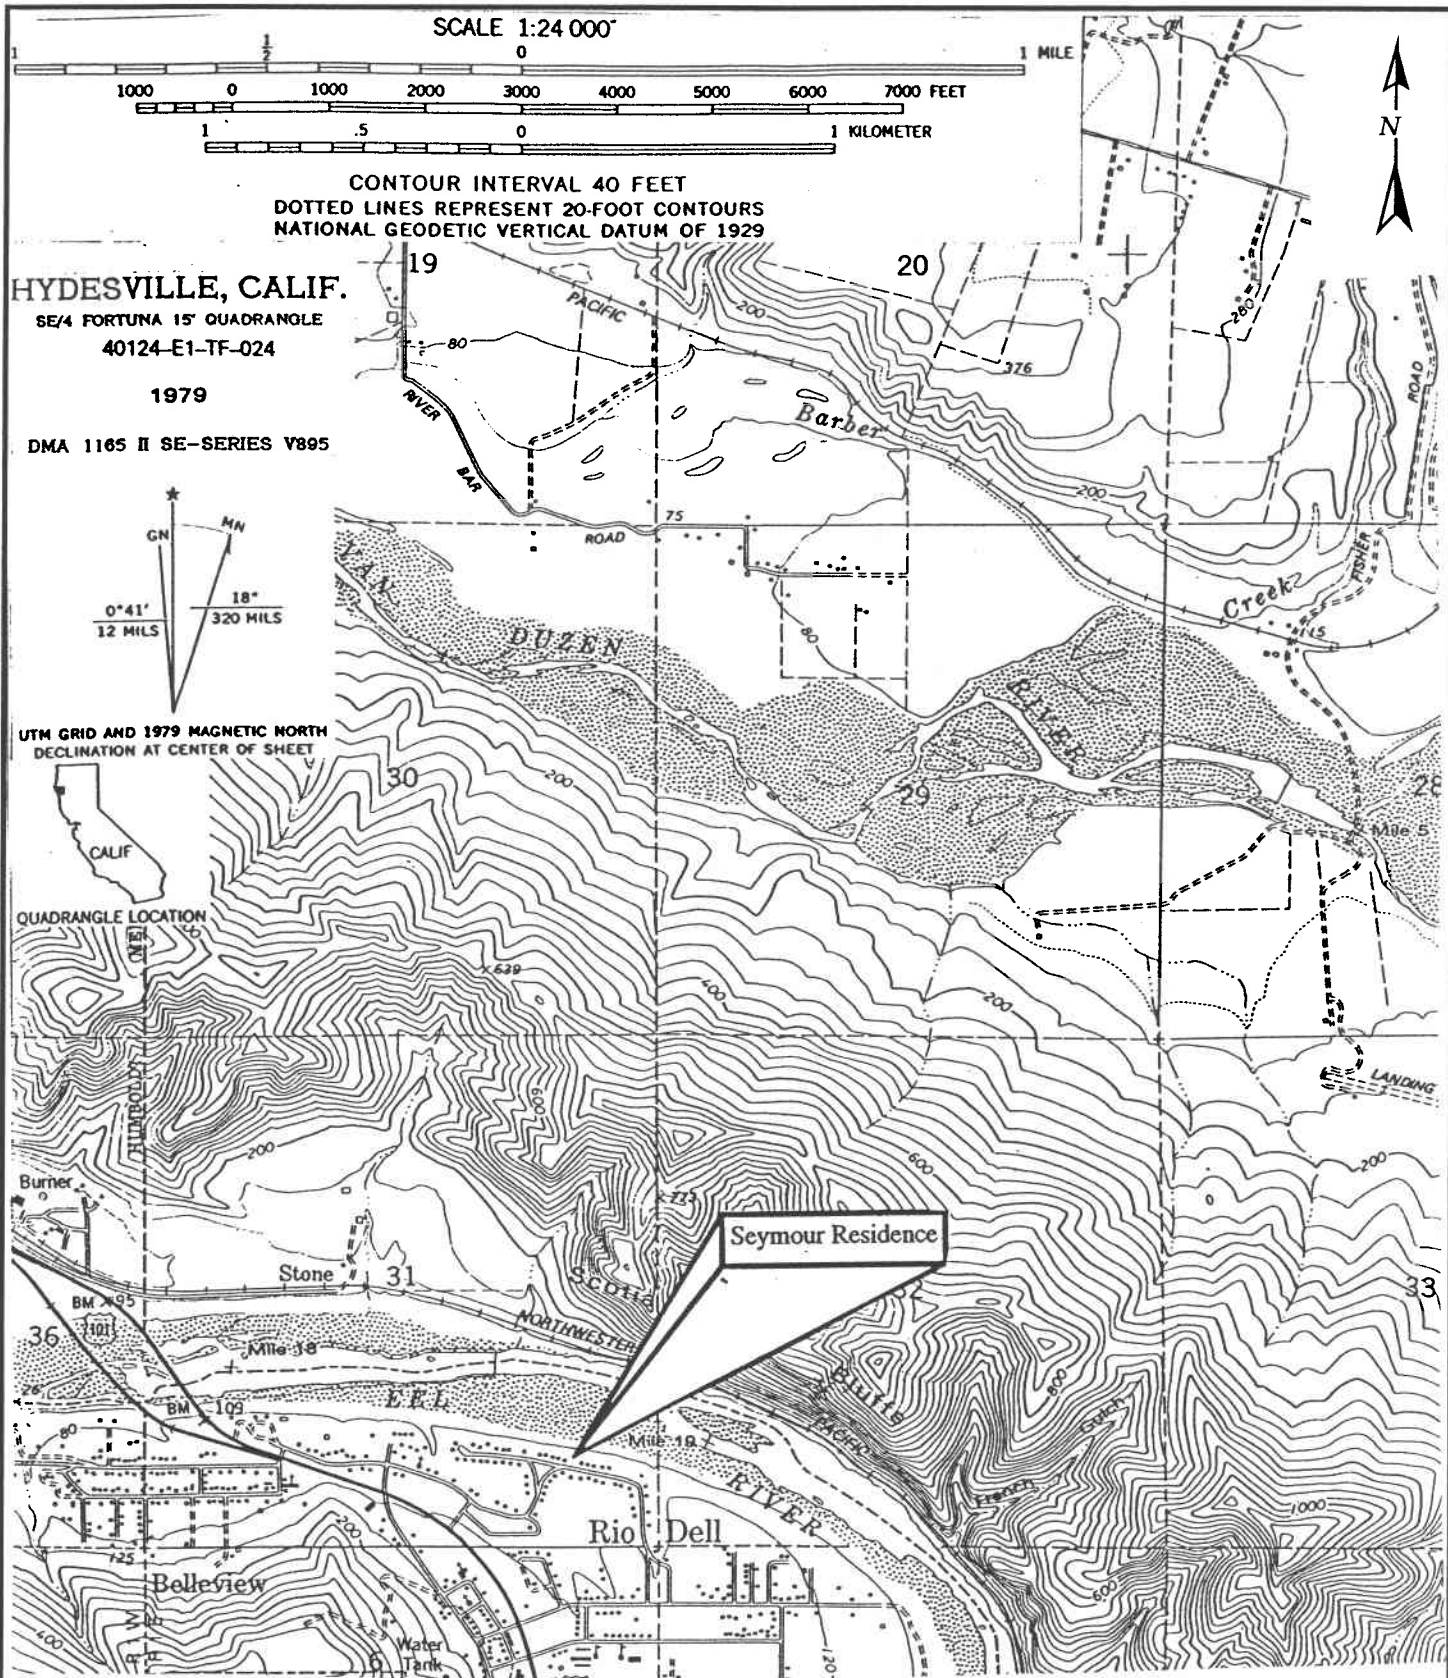 SCALE 1:24 000
1 1/2 0 1 MILE
1000 0 1000 2000 3000 4000 5000 6000 7000 FEET
1 .5 0 1 KILOMETER
CONTOUR INTERVAL 40 FEET
DOTTED LINES REPRESENT 20-FOOT CONTOURS
NATIONAL GEODETIC VERTICAL DATUM OF 1929
N
HYDESVILLE, CALIF.
SE/4 FORTUNA 15' QUADRANGLE
40124-E1-TF-024
1979
DMA 1165 II SE-SERIES V895
GN
MN
0°41'
12 MILS
18°
320 MILS
UTM GRID AND 1979 MAGNETIC NORTH
DECLINATION AT CENTER OF SHEET
CALIF
QUADRANGLE LOCATION
19
20
PACIFIC
200
280
376
80
RIVER
BAR
ROAD
75
Barber
Creek
200
FISHER
ROAD
115
VAN
DUZEN
RIVER
80
30
29
28
200
Mile 5
639
400
200
LANDING
HUMBOLDT
ME
200
600
600
200
773
Burner
Stone
31
Scotia
Bluffs
32
33
Seymour Residence
NORTHWESTER
PACIFIC
BM 95
101
36
Mile 18
BM 109
EEL
RIVER
Mile 19
800
French
Gulch
1000
80
26
125
200
Rio Dell
Belleview
400
Water
Tank
6
120
600
R 1 W